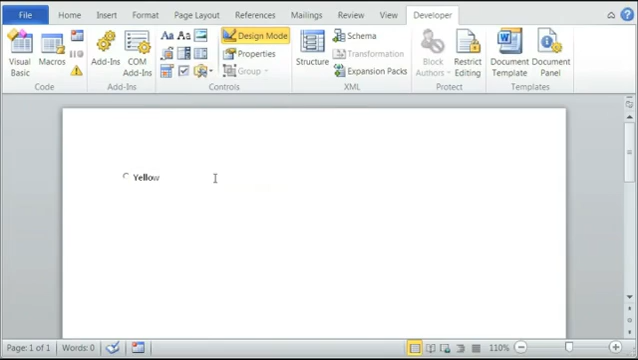 File Home Insert Format Page Layout References Mailings Review View Developer
Visual Basic
Macros
Code
Add-Ins
COM Add-Ins
Add-Ins
Aa Aa
Design Mode
Properties
Group
Controls
Structure
Schema
Transformation
Expansion Packs
XML
Block Authors
Restrict Editing
Protect
Document Template
Document Panel
Templates
Yellow
Page: 1 of 1 Words: 0 110%